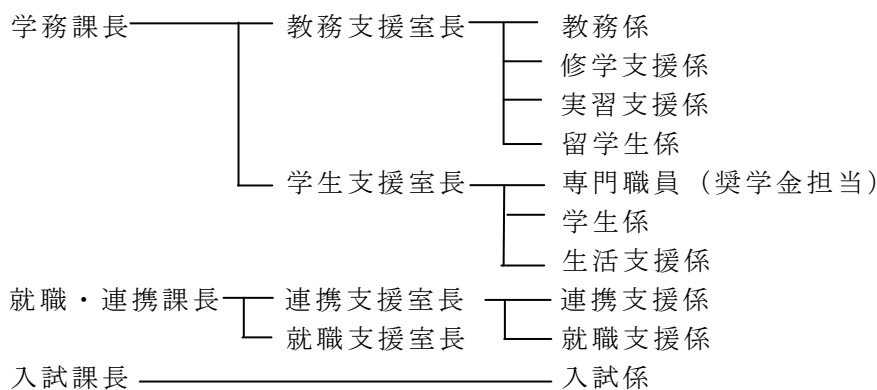 学務課長 教務支援室長 教務係
修学支援係
実習支援係
留学生係
学生支援室長 専門職員（奨学金担当）
学生係
生活支援係
就職・連携課長 連携支援室長 連携支援係
就職支援室長 就職支援係
入試課長 入試係